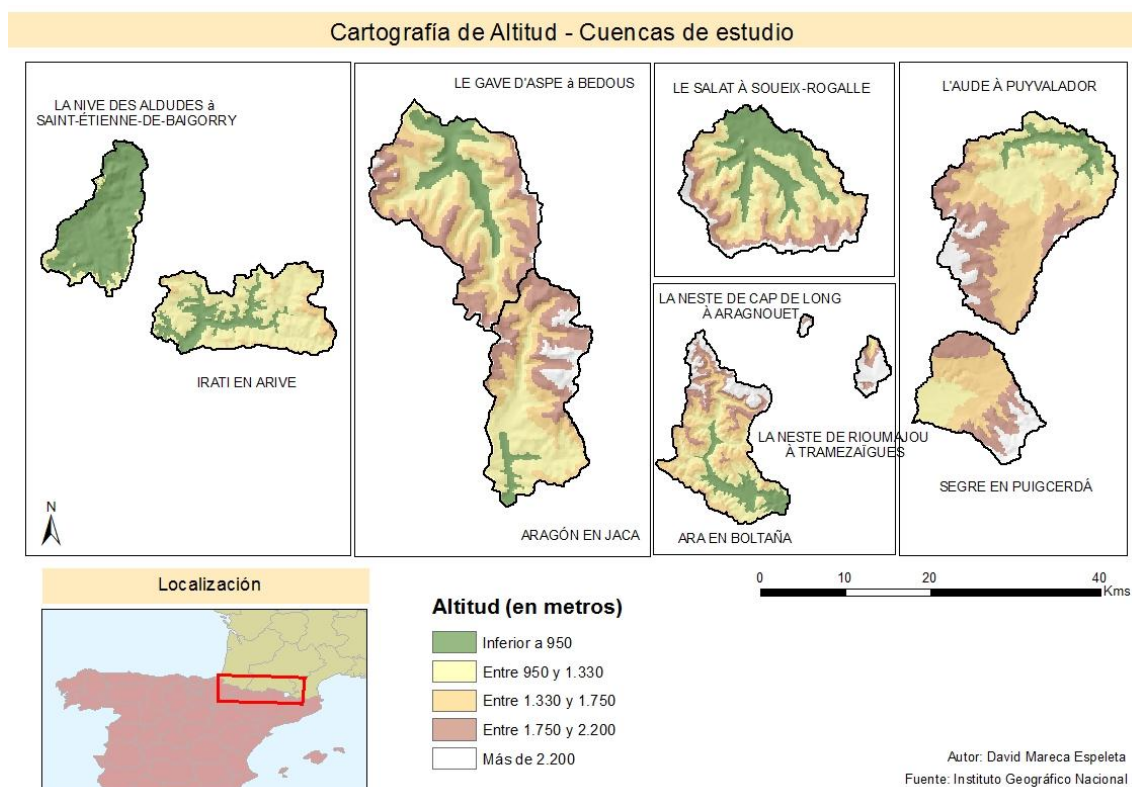 Cartografía de Altitud - Cuencas de estudio
LA NIVE DES ALDUDES à
SAINT-ÉTIENNE-DE-BAIGORRY
IRATI EN ARIVE
N
LE GAVE D'ASPE à BEDOUS
ARAGÓN EN JACA
LE SALAT À SOUEIX-ROGALLE
LA NESTE DE CAP DE LONG
À ARAGNOUET
LA NESTE DE RIOUMAJOU
À TRAMEZAÏGUES
ARA EN BOLTAÑA
L'AUDE À PUYVALADOR
SEGRE EN PUIGCERDÁ
Localización
Altitud (en metros)
Inferior a 950
Entre 950 y 1.330
Entre 1.330 y 1.750
Entre 1.750 y 2.200
Más de 2.200
0 10 20 40
Kms
Autor: David Mareca Espeleta
Fuente: Instituto Geográfico Nacional